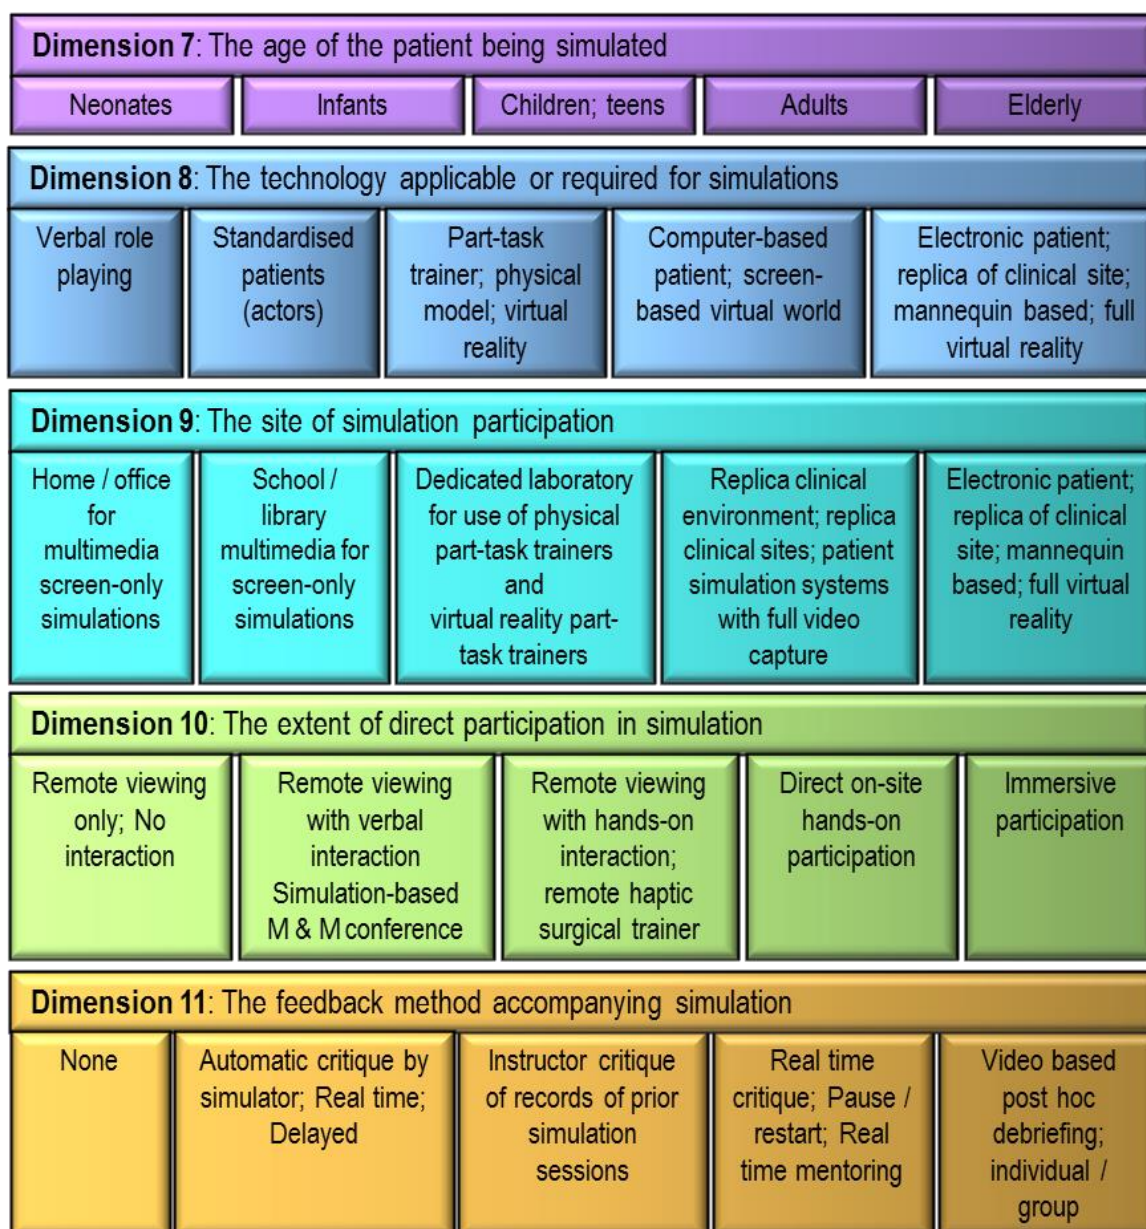 Dimension 7: The age of the patient being simulated
Neonates
Infants
Children; teens
Adults
Elderly
Dimension 8: The technology applicable or required for simulations
Verbal role
playing
Standardised
patients
(actors)
Part-task
trainer; physical
model; virtual
reality
Computer-based
patient; screen-
based virtual world
Electronic patient;
replica of clinical site;
mannequin based; full
virtual reality
Dimension 9: The site of simulation participation
Home / office
for
multimedia
screen-only
simulations
School /
library
multimedia for
screen-only
simulations
Dedicated laboratory
for use of physical
part-task trainers
and
virtual reality part-
task trainers
Replica clinical
environment; replica
clinical sites; patient
simulation systems
with full video
capture
Electronic patient;
replica of clinical
site; mannequin
based; full virtual
reality
Dimension 10: The extent of direct participation in simulation
Remote viewing
only; No
interaction
Remote viewing
with verbal
interaction
Simulation-based
M & M conference
Remote viewing
with hands-on
interaction;
remote haptic
surgical trainer
Direct on-site
hands-on
participation
Immersive
participation
Dimension 11: The feedback method accompanying simulation
None
Automatic critique by
simulator; Real time;
Delayed
Instructor critique
of records of prior
simulation
sessions
Real time
critique; Pause /
restart; Real
time mentoring
Video based
post hoc
debriefing;
individual /
group